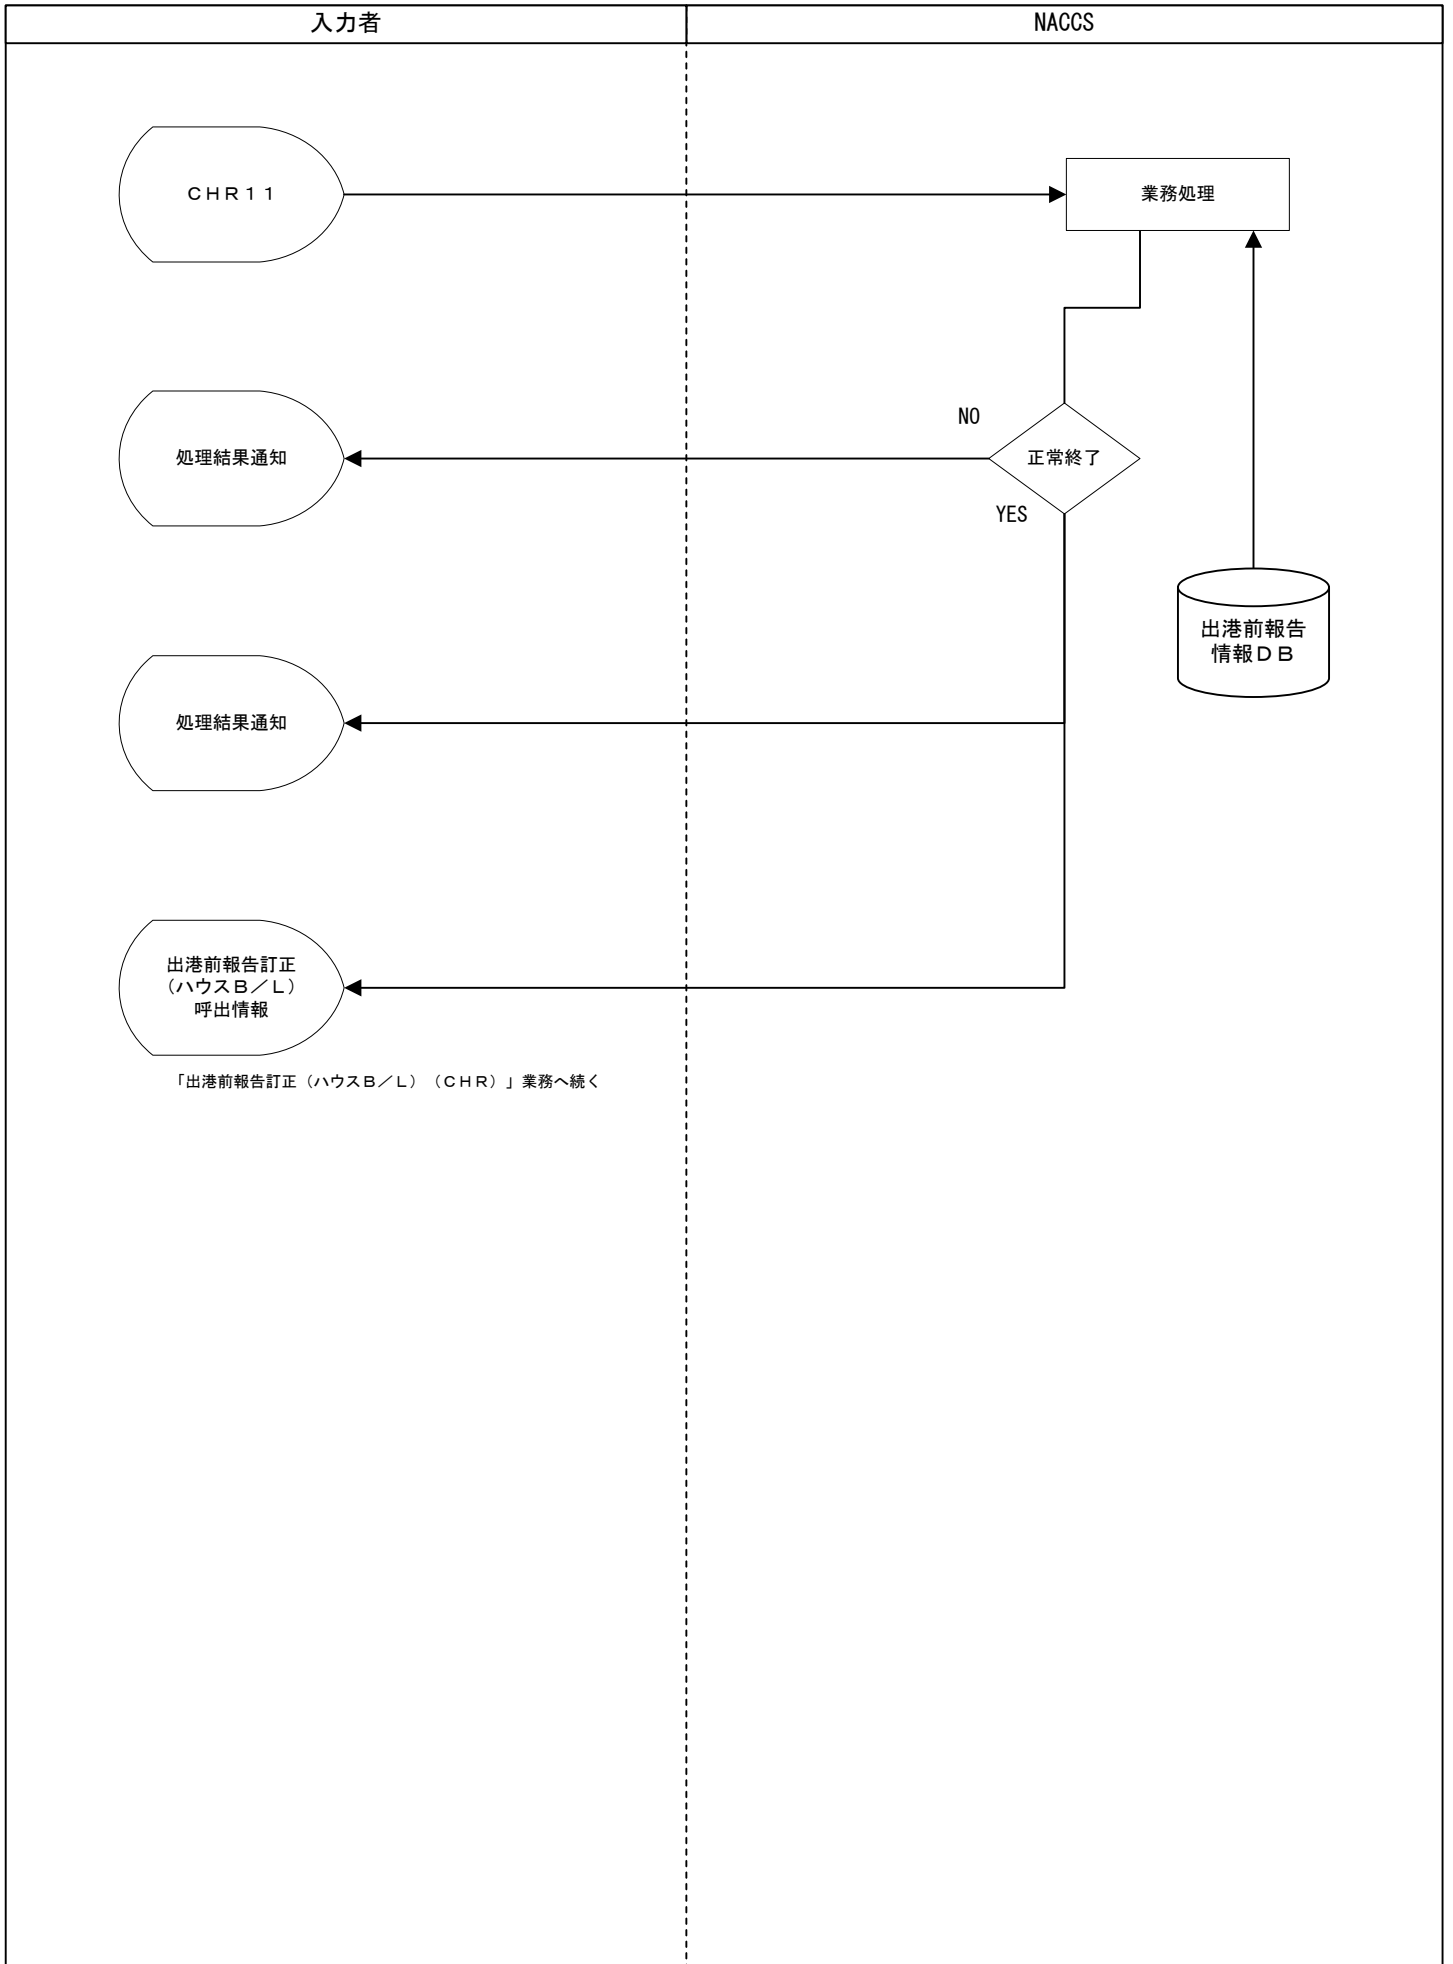 入力者
NACCS
ＣＨＲ１１
業務処理
NO
処理結果通知
正常終了
YES
出港前報告
情報ＤＢ
処理結果通知
出港前報告訂正
（ハウスＢ／Ｌ）
呼出情報
「出港前報告訂正（ハウスＢ／Ｌ）（ＣＨＲ）」業務へ続く